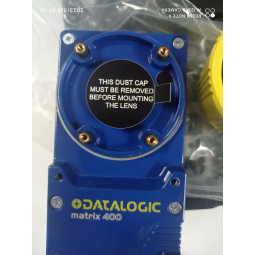 THIS DUST CAP
MUST BE REMOVED
BEFORE MOUNTING
THE LENS
DATALOGIC
matrix 400